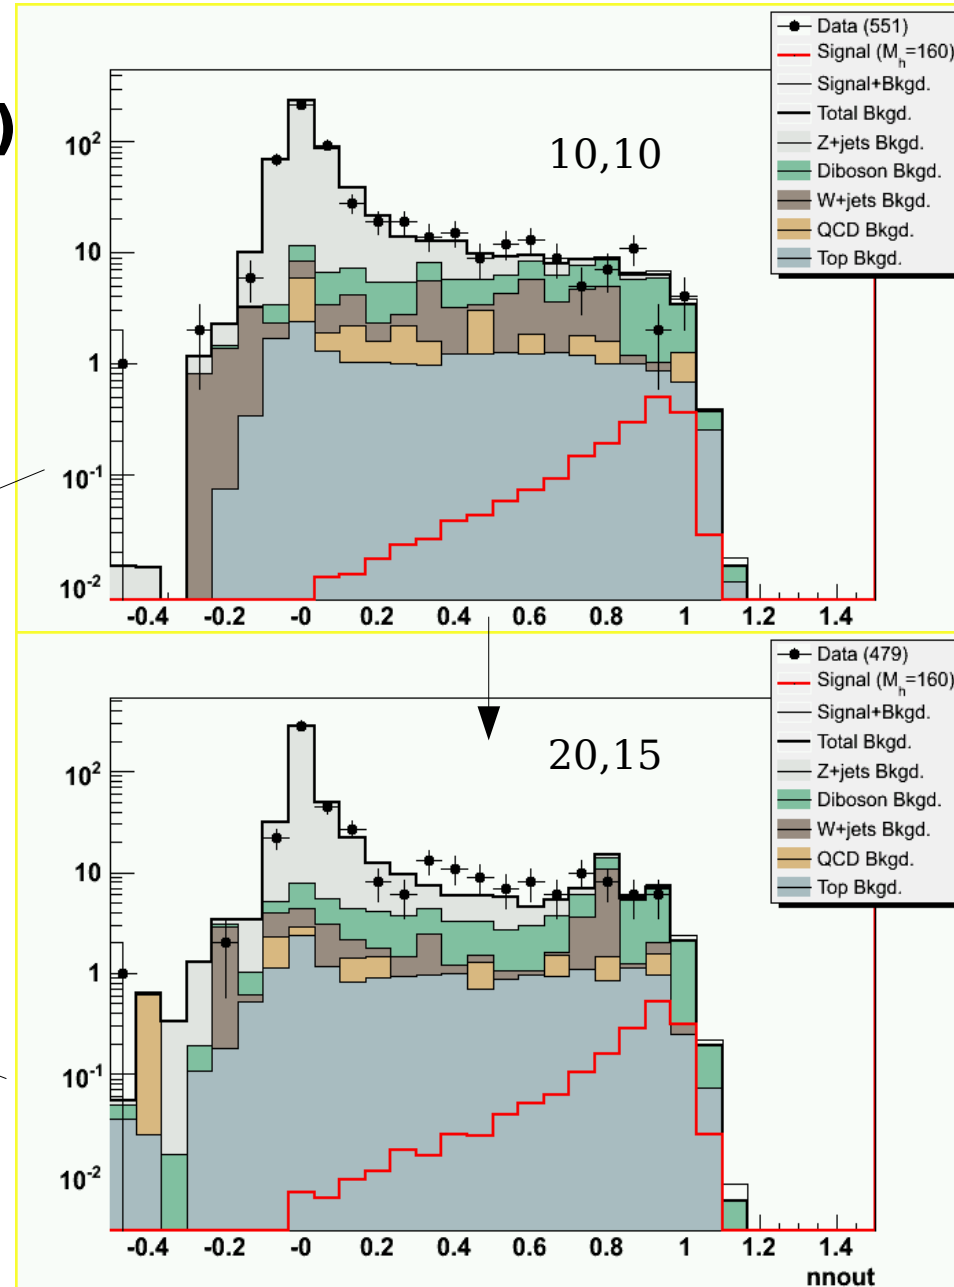 )
Data (551)
Signal (M_h=160)
Signal+Bkgd.
Total Bkgd.
Z+jets Bkgd.
Diboson Bkgd.
W+jets Bkgd.
QCD Bkgd.
Top Bkgd.
10,10
10^2
10
1
10^-1
10^-2
-0.4 -0.2 -0 0.2 0.4 0.6 0.8 1 1.2 1.4
Data (479)
Signal (M_h=160)
Signal+Bkgd.
Total Bkgd.
Z+jets Bkgd.
Diboson Bkgd.
W+jets Bkgd.
QCD Bkgd.
Top Bkgd.
20,15
10^2
10
1
10^-1
10^-2
-0.4 -0.2 -0 0.2 0.4 0.6 0.8 1 1.2 1.4
nnout